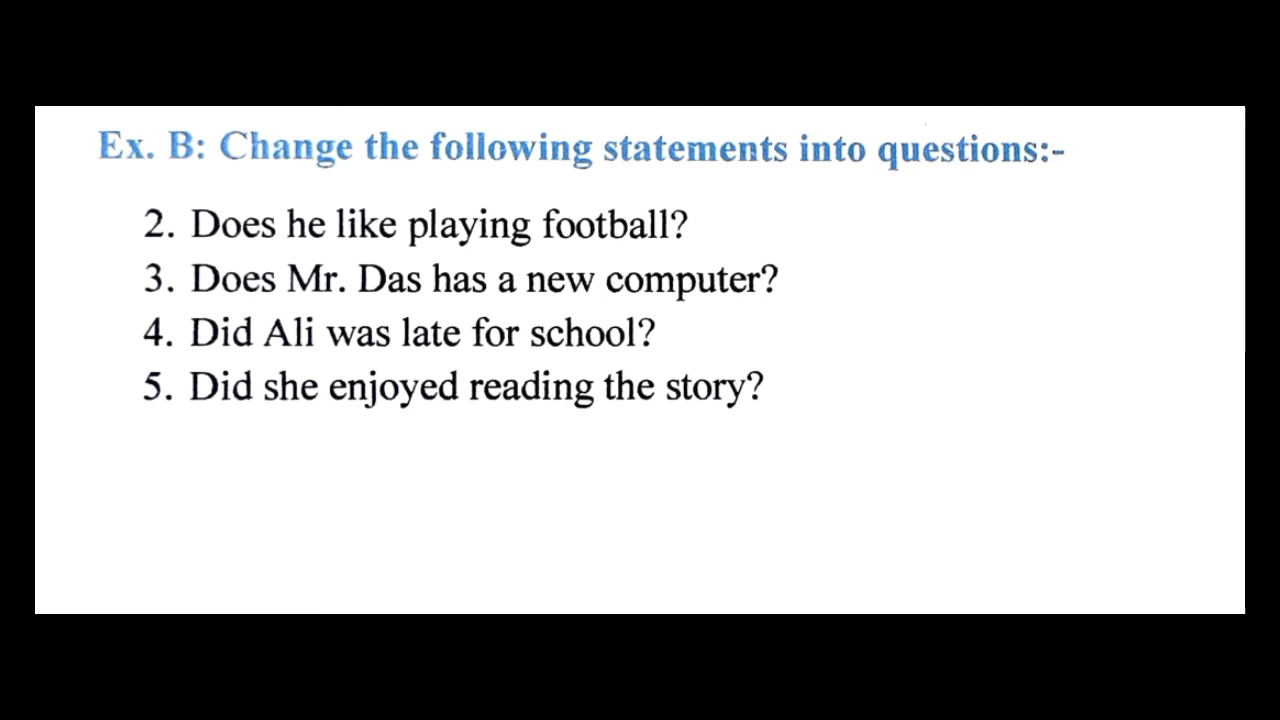 Ex. B: Change the following statements into questions:-
2. Does he like playing football?
3. Does Mr. Das has a new computer?
4. Did Ali was late for school?
5. Did she enjoyed reading the story?